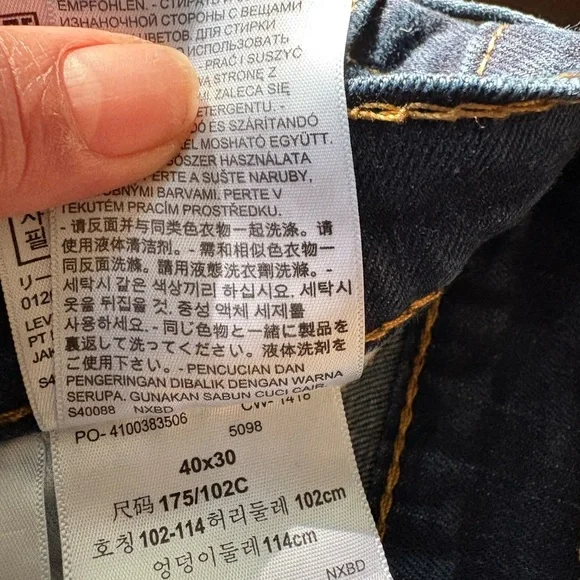 EMPFOHLEN. - СТИРАТЬ
ИЗНАНОЧНОЙ СТОРОНЫ С ВЕЩАМИ
ЦВЕТОВ. ДЛЯ СТИРКИ
ИСПОЛЬЗОВАТЬ
- PRAĆ I SUSZYĆ
STRONĘ Z
ZALECA SIĘ
DETERGENTU. -
ÉS SZÁRÍTANDÓ
MOSHATÓ EGYÜTT.
HASZNÁLATA
PERTE A SUŠTE NARUBY,
BARVAMI. PERTE V
TEKUTÉM PRACÍM PROSTŘEDKU.
- 请反面并与同类色衣物一起洗涤。请
使用液体清洁剂。- 需和相似色衣物一
同反面洗滌。請用液態洗衣劑洗滌。-
세탁시 같은 색상끼리 하십시요. 세탁시
옷을 뒤집을 것. 중성 액체 세제를
사용하세요. - 同じ色物と一緒に製品を
裏返して洗ってください。液体洗剤を
ご使用下さい。- PENCUCIAN DAN
PENGERINGAN DIBALIK DENGAN WARNA
SERUPA. GUNAKAN SABUN CUCI CAIR.
S40088 NXBD
PO- 4100383506
5098
40x30
尺码 175/102C
호칭 102-114 허리둘레 102cm
엉덩이둘레 114cm
NXBD